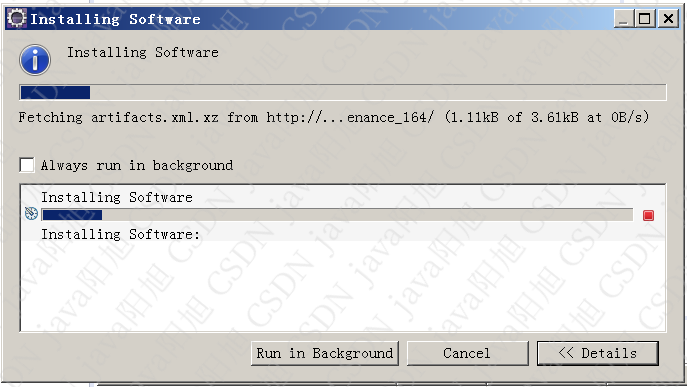 Installing Software
Installing Software
Fetching artifacts.xml.xz from http://...enance_164/ (1.11kB of 3.61kB at 0B/s)
Always run in background
Installing Software
Installing Software:
Run in Background
Cancel
<< Details
CSDN java阳旭